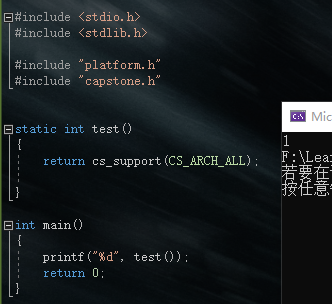 #include <stdio.h>
#include <stdlib.h>
#include "platform.h"
#include "capstone.h"
static int test()
{
return cs_support(CS_ARCH_ALL);
}
int main()
{
printf("%d", test());
return 0;
}
1
F:\Lea
若要在
按任意